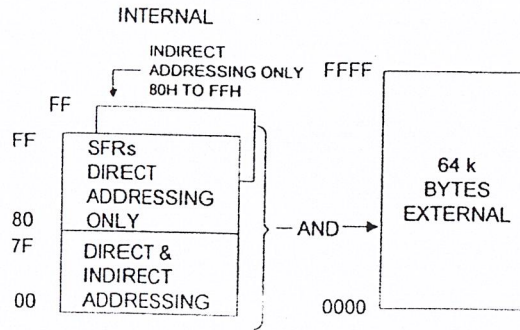 INTERNAL
INDIRECT
ADDRESSING ONLY
80H TO FFH
FF
FF
SFRs
DIRECT
ADDRESSING
ONLY
80
7F
DIRECT &
INDIRECT
ADDRESSING
00
AND
FFFF
64 k
BYTES
EXTERNAL
0000